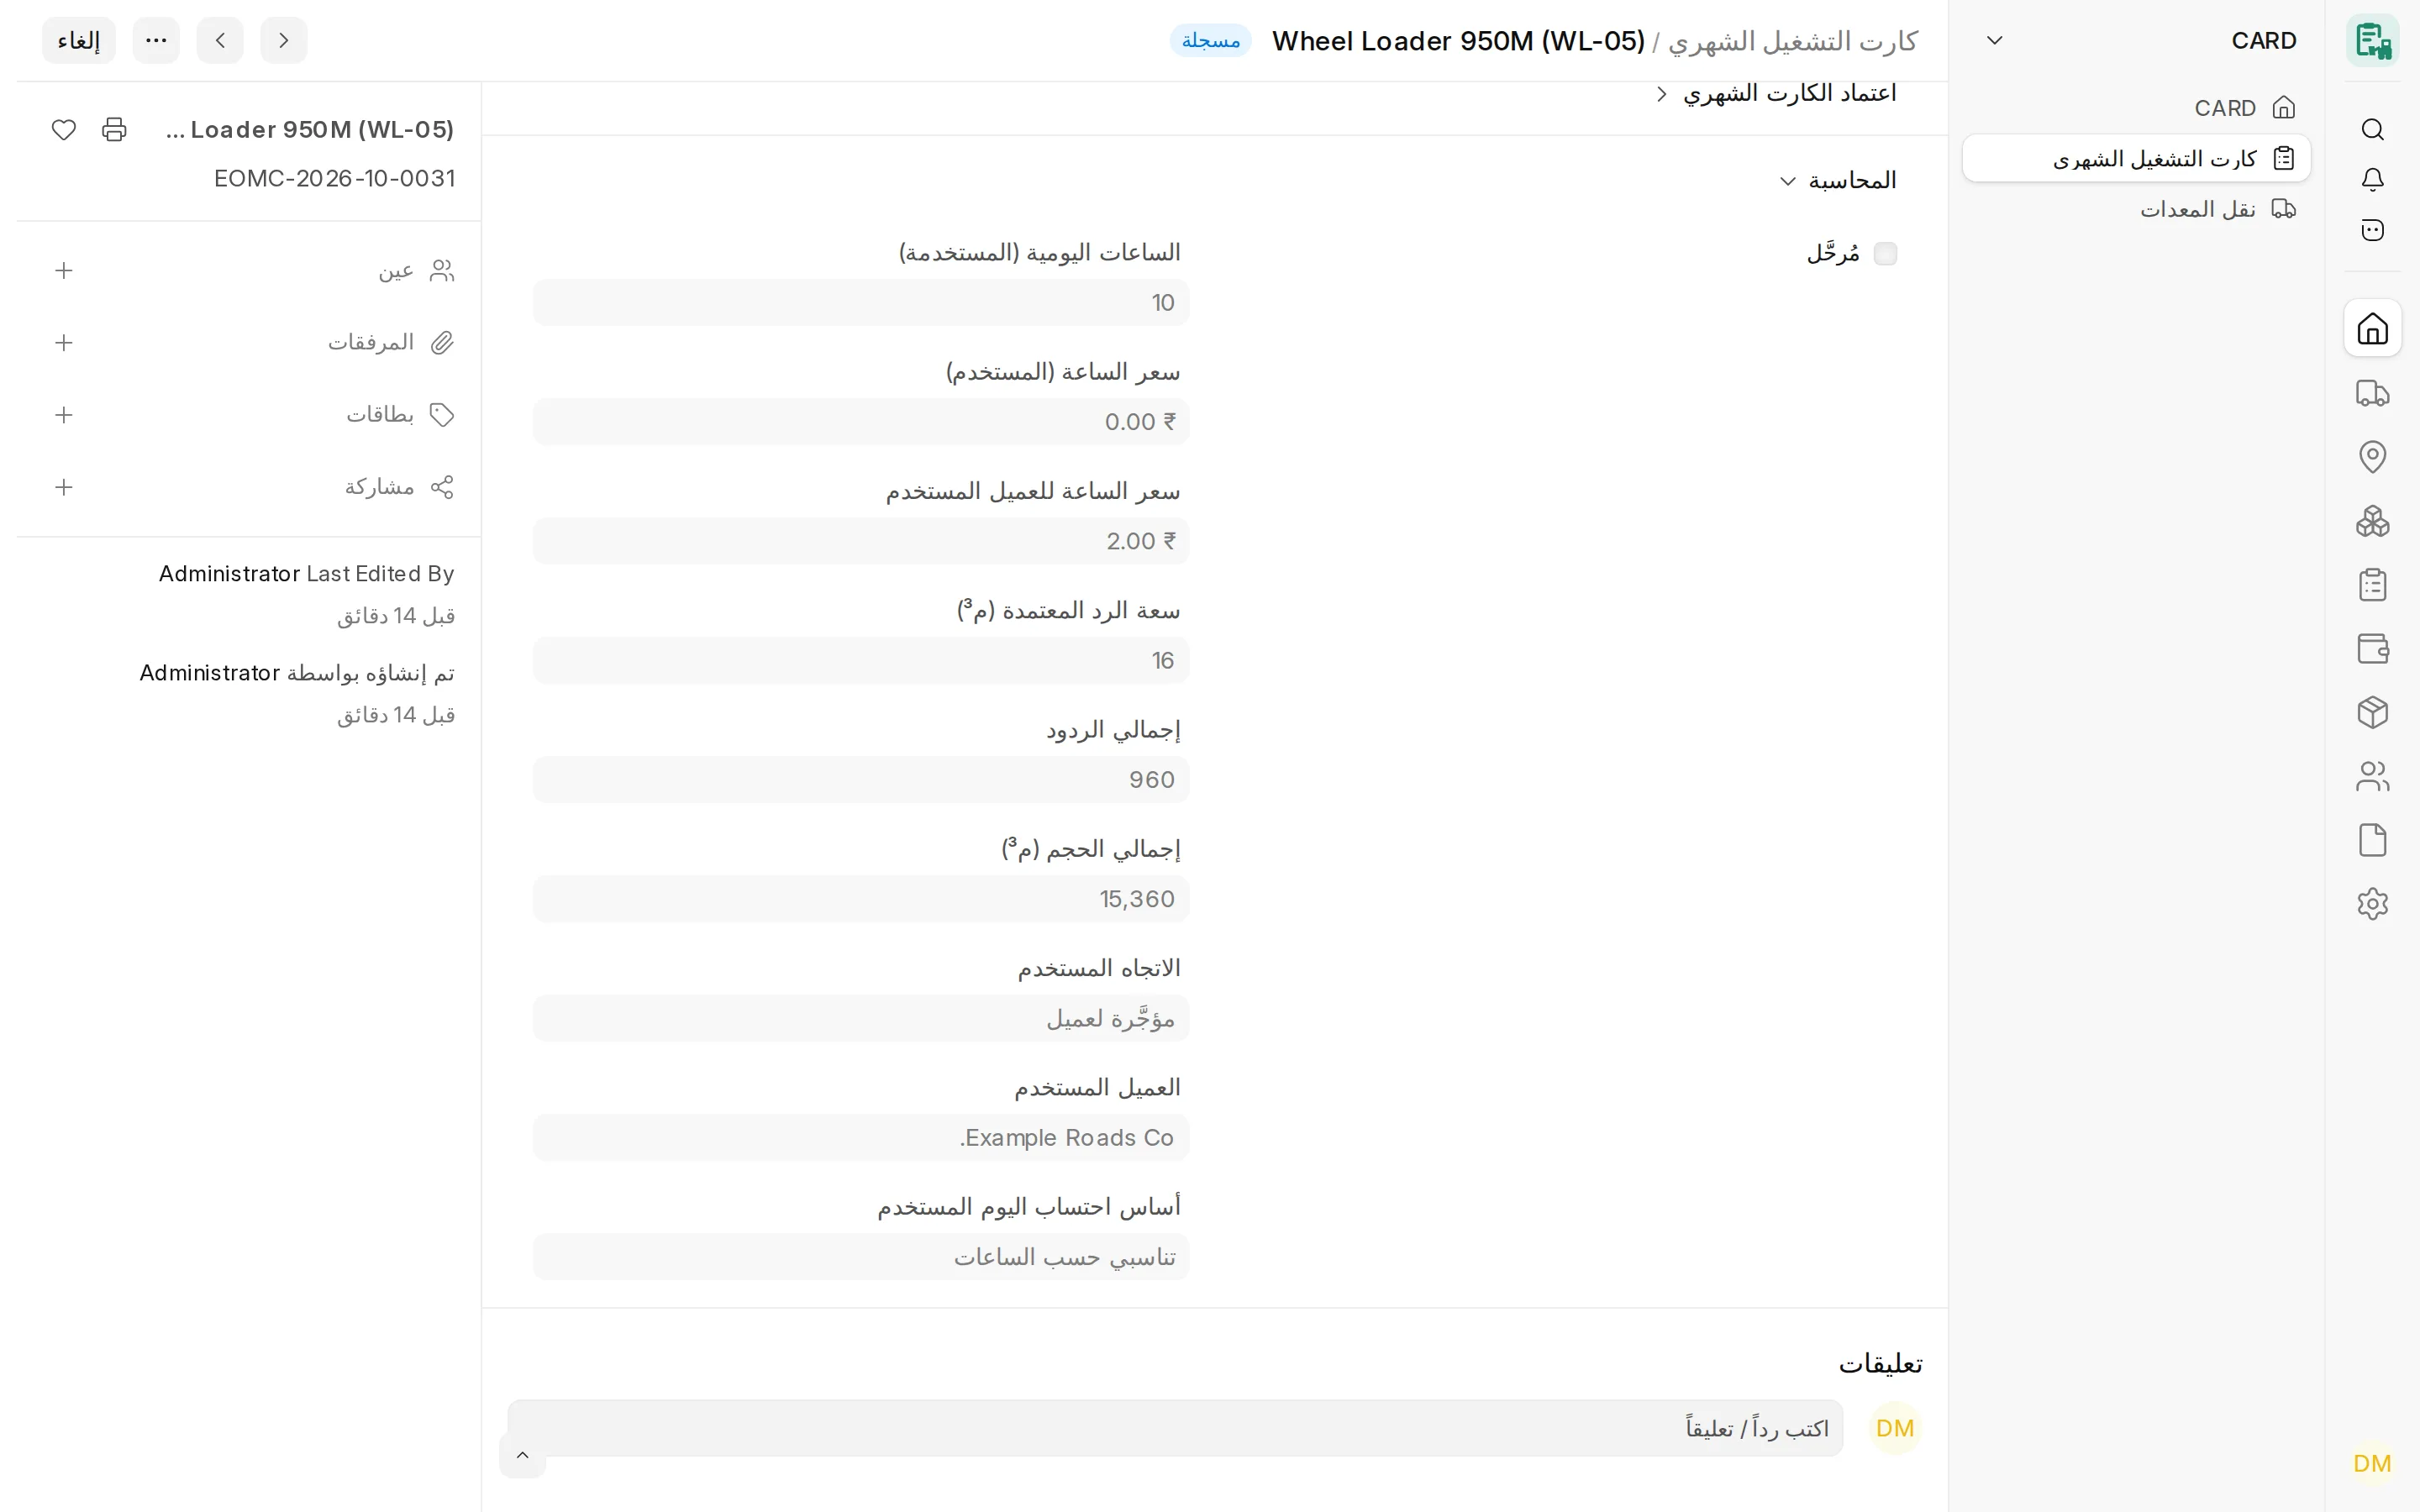 CARD
CARD
كارت التشغيل الشهري
نقل المعدات
DM
كارت التشغيل الشهري / Wheel Loader 950M (WL-05) مسجلة
إلغاء
اعتماد الكارت الشهري
المحاسبة
مُرحَّل
الساعات اليومية (المستخدمة)
10
سعر الساعة (المستخدم)
₹ 0.00
سعر الساعة للعميل المستخدم
₹ 2.00
سعة الرد المعتمدة (م³)
16
إجمالي الردود
960
إجمالي الحجم (م³)
15,360
الاتجاه المستخدم
مؤجَّرة لعميل
العميل المستخدم
Example Roads Co.
أساس احتساب اليوم المستخدم
تناسبي حسب الساعات
تعليقات
DM
اكتب رداً / تعليقاً
... Loader 950M (WL-05)
EOMC-2026-10-0031
عين
المرفقات
بطاقات
مشاركة
Administrator Last Edited By
قبل 14 دقائق
تم إنشاؤه بواسطة Administrator
قبل 14 دقائق